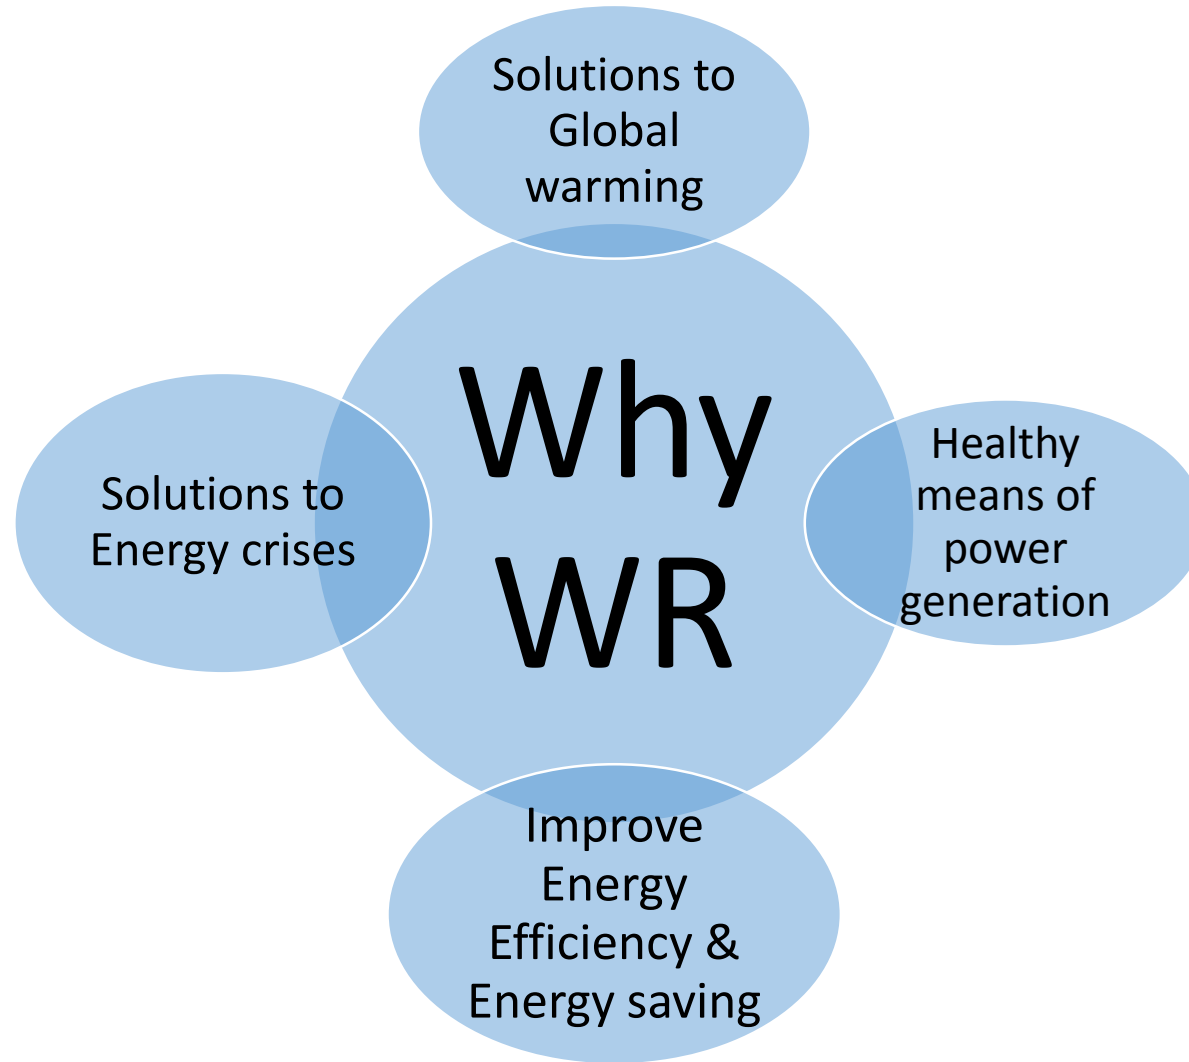 Solutions to
Global
warming
Why
WR
Healthy
means of
power
generation
Improve
Energy
Efficiency &
Energy saving
Solutions to
Energy crises